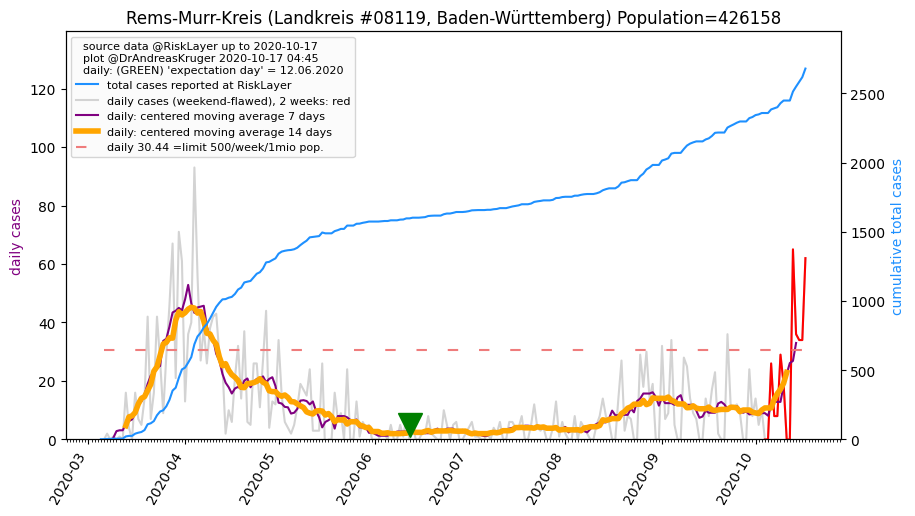 Rems-Murr-Kreis (Landkreis #08119, Baden-Württemberg) Population=426158
source data @RiskLayer up to 2020-10-17
plot @DrAndreasKruger 2020-10-17 04:45
daily: (GREEN) 'expectation day' = 12.06.2020
total cases reported at RiskLayer
daily cases (weekend-flawed), 2 weeks: red
daily: centered moving average 7 days
daily: centered moving average 14 days
daily 30.44 =limit 500/week/1mio pop.
daily cases
120
100
80
60
40
20
0
2500
2000
1500
1000
500
0
cumulative total cases
2020-03
2020-04
2020-05
2020-06
2020-07
2020-08
2020-09
2020-10